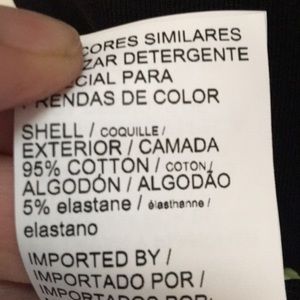 CORES SIMILARES
ZAR DETERGENTE
CIAL PARA
PRENDAS DE COLOR
SHELL / COQUILLE /
EXTERIOR / CAMADA
95% COTTON / COTON /
ALGODÓN / ALGODÃO
5% elastane / élasthanne /
elastano
IMPORTED BY /
IMPORTADO POR /